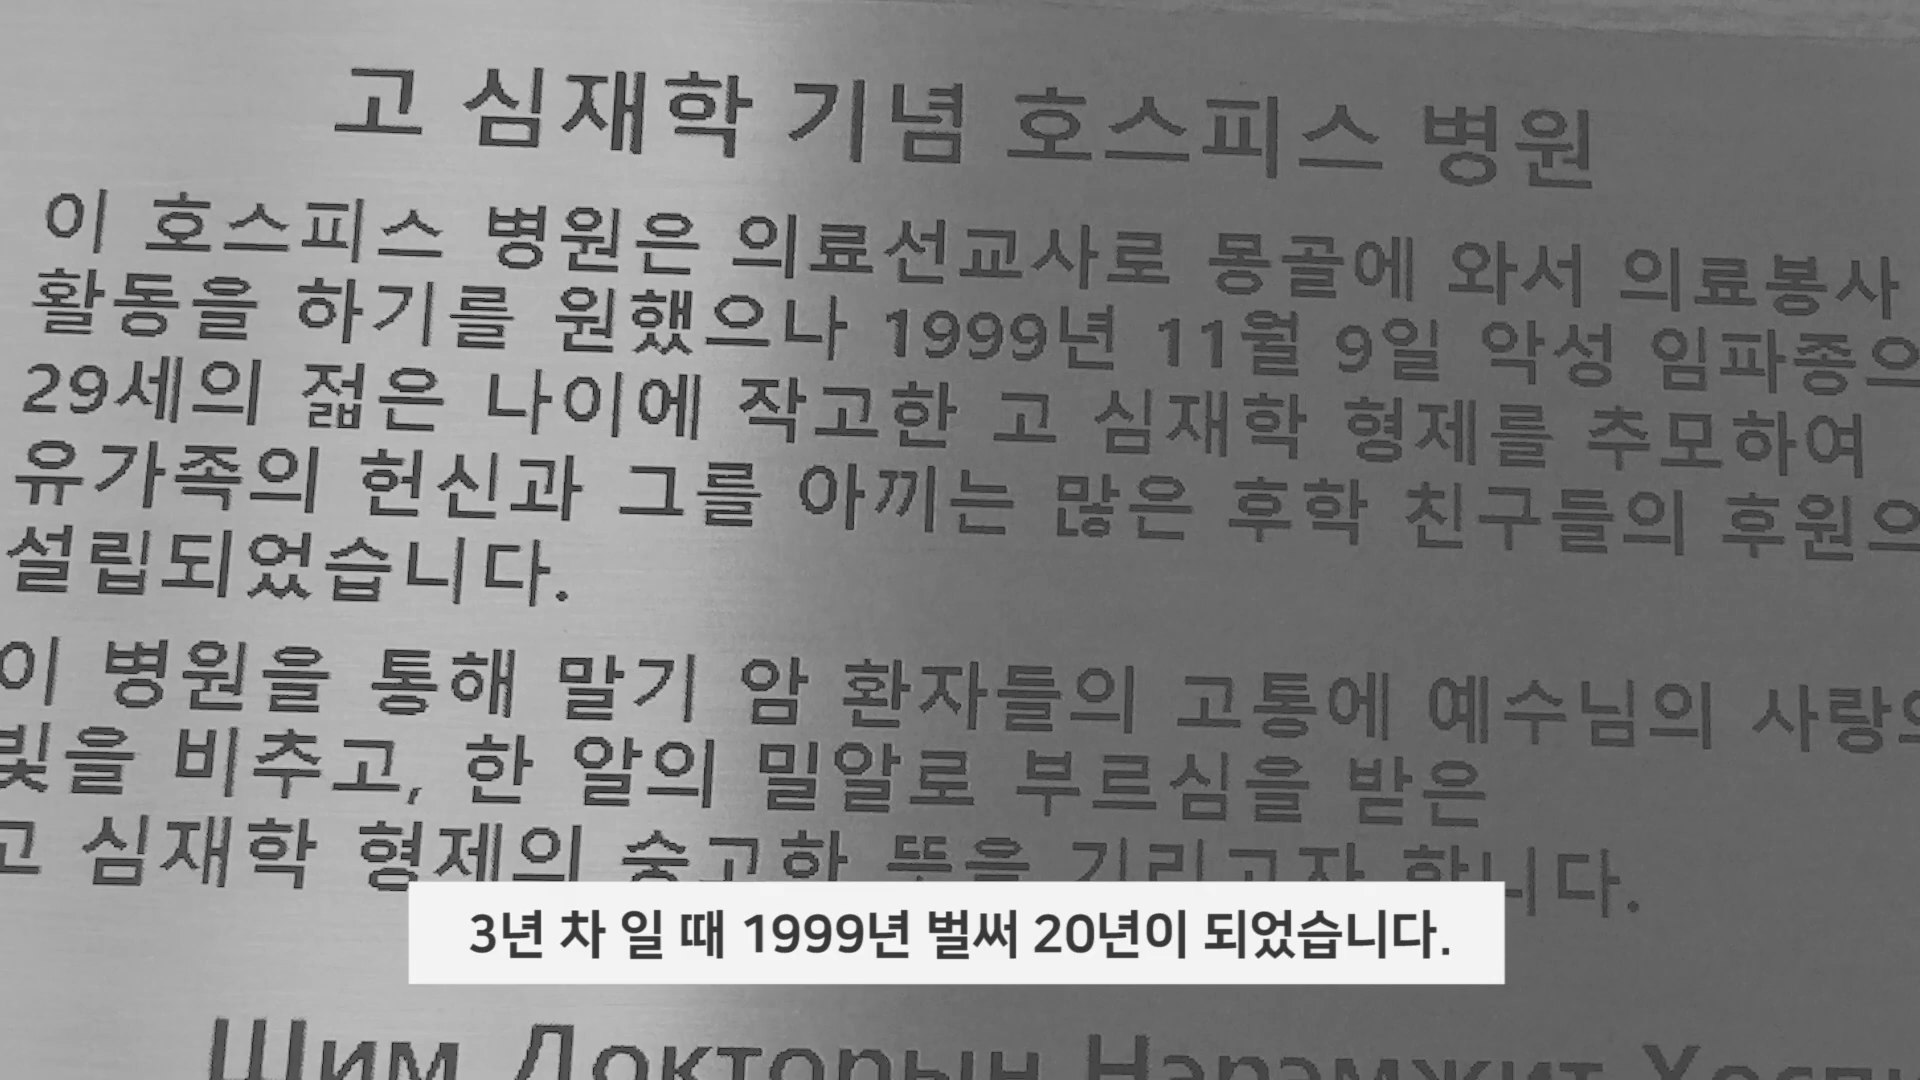 고 심재학 기념 호스피스 병원
이 호스피스 병원은 의료선교사로 몽골에 와서 의료봉사
활동을 하기를 원했으나 1999년 11월 9일 악성 임파종으
29세의 젊은 나이에 작고한 고 심재학 형제를 추모하여
유가족의 헌신과 그를 아끼는 많은 후학 친구들의 후원으
설립되었습니다.
이 병원을 통해 말기 암 환자들의 고통에 예수님의 사랑의
빛을 비추고, 한 알의 밀알로 부르심을 받은
고 심재학 형제의 숭고한 뜻을 기리고자 합니다.
3년 차 일 때 1999년 벌써 20년이 되었습니다.
Шим Докторын Нарамжит